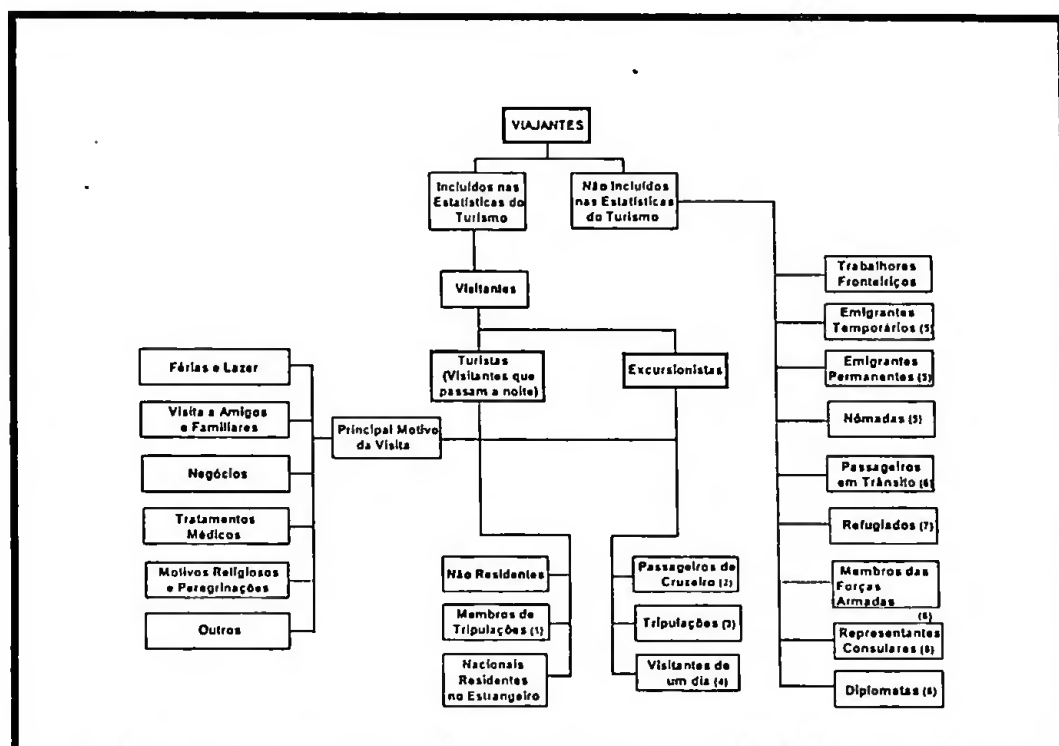 VIAJANTES
Incluídos nas
Estatísticas do
Turismo
Não Incluídos
nas Estatísticas
do Turismo
Visitantes
Turistas
(Visitantes que
passam a noite)
Excursionistas
Principal Motivo
da Visita
Férias e Lazer
Visita a Amigos
e Familiares
Negócios
Tratamentos
Médicos
Motivos Religiosos
e Peregrinações
Outros
Não Residentes
Membros de
Tripulações (1)
Nacionais
Residentes
no Estrangeiro
Passageiros de
Cruzeiro (2)
Tripulações (3)
Visitantes de
um dia (4)
Trabalhores
Fronteiriços
Emigrantes
Temporários (5)
Emigrantes
Permanentes (5)
Nômadas (5)
Passageiros
em Trânsito (6)
Refugiados (7)
Membros das
Forças
Armadas
Representantes
Consulares (8)
Diplomatas